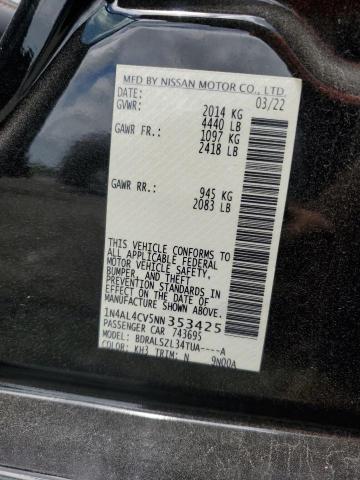 MFD BY NISSAN MOTOR CO., LTD.
DATE: 03/22
GVWR: 2014 KG
4440 LB
GAWR FR.: 1097 KG
2418 LB
GAWR RR.: 945 KG
2083 LB
THIS VEHICLE CONFORMS TO
ALL APPLICABLE FEDERAL
MOTOR VEHICLE SAFETY,
BUMPER, AND THEFT
PREVENTION STANDARDS IN
EFFECT ON THE DATE OF
MANUFACTURE SHOWN ABOVE.
1N4AL4CV5NN353425
PASSENGER CAR 743695
MODEL: BDRALSZL34TUA----A
COLOR: KH3 TRIM: N 9N00A